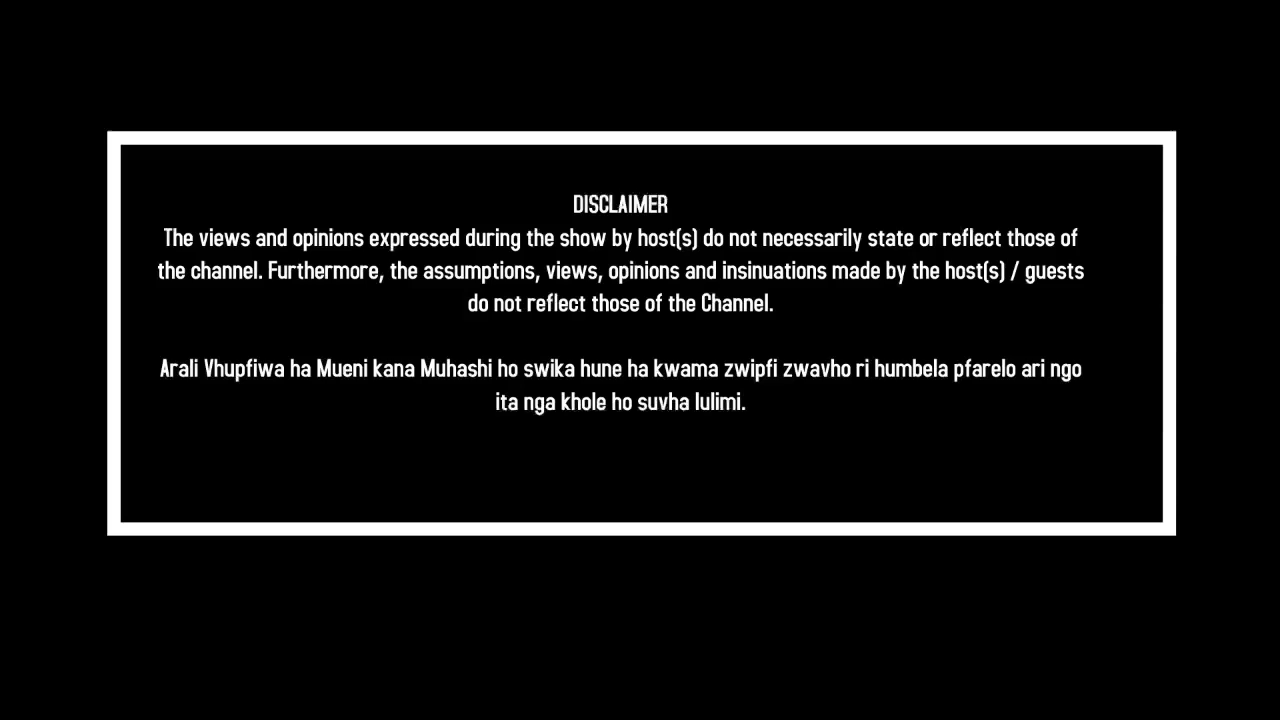 DISCLAIMER
The views and opinions expressed during the show by host(s) do not necessarily state or reflect those of
the channel. Furthermore, the assumptions, views, opinions and insinuations made by the host(s) / guests
do not reflect those of the Channel.
Arali Vhupfiwa ha Mueni kana Muhashi ho swika hune ha kwama zwipfi zwavho ri humbela pfarelo ari ngo
ita nga khole ho suvha lulimi.